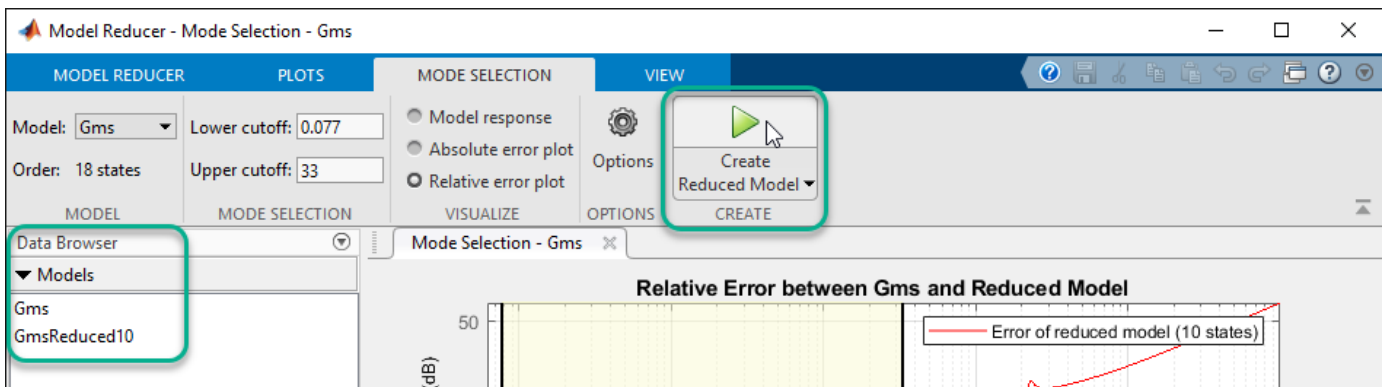 Model Reducer - Mode Selection - Gms
MODEL REDUCER PLOTS MODE SELECTION VIEW
Model: Gms Lower cutoff: 0.077 Model response
Absolute error plot
Order: 18 states Upper cutoff: 33 Relative error plot
Options
Create
Reduced Model
MODEL MODE SELECTION VISUALIZE OPTIONS CREATE
Data Browser
Mode Selection - Gms
Models
Gms
GmsReduced10
Relative Error between Gms and Reduced Model
50
Error of reduced model (10 states)
(dB)